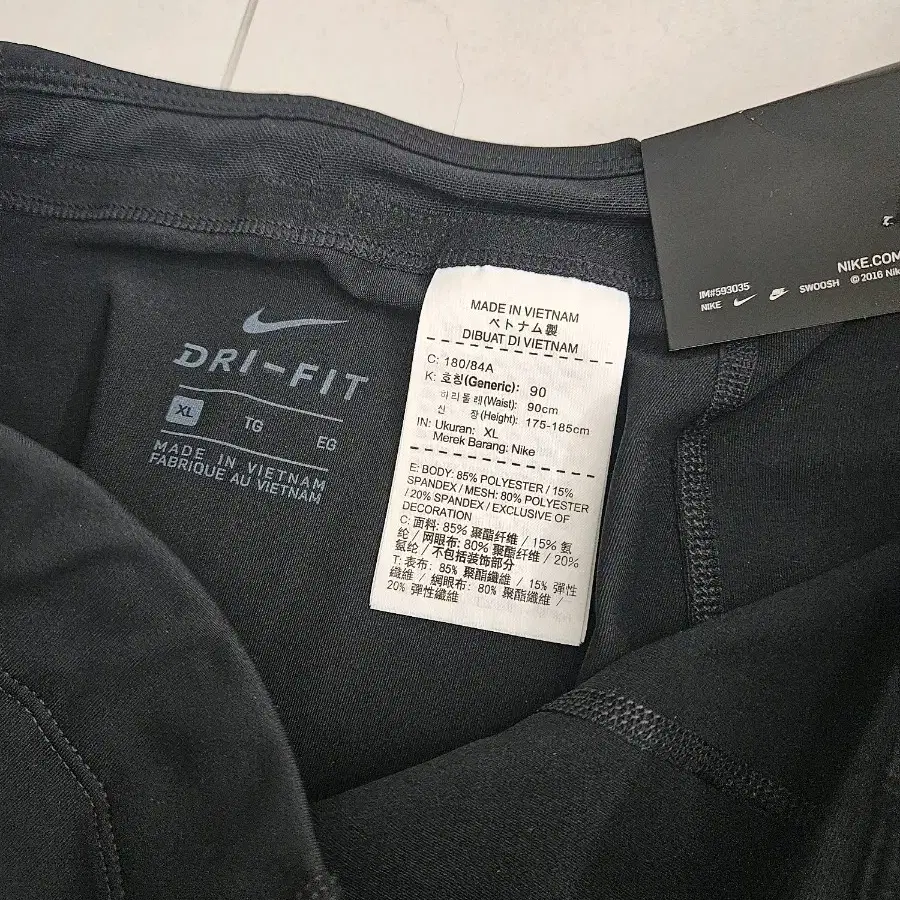 DRI-FIT
XL TG EG
MADE IN VIETNAM
FABRIQUE AU VIETNAM
MADE IN VIETNAM
ベトナム製
DIBUAT DI VIETNAM
C: 180/84A
K: 호칭(Generic): 90
허리둘레(Waist): 90cm
신 장(Height): 175-185cm
IN: Ukuran: XL
Merek Barang: Nike
E: BODY: 85% POLYESTER / 15%
SPANDEX / MESH: 80% POLYESTER
/ 20% SPANDEX / EXCLUSIVE OF
DECORATION
C: 面料: 85% 聚酯纤维 / 15% 氨
纶 / 网眼布: 80% 聚酯纤维 / 20%
氨纶 / 不包括装饰部分
T: 表布: 85% 聚酯纖維 / 15% 彈性
纖維 / 網眼布: 80% 聚酯纖維 /
20% 彈性纖維
NIKE.COM
IM#593035
NIKE SWOOSH © 2016